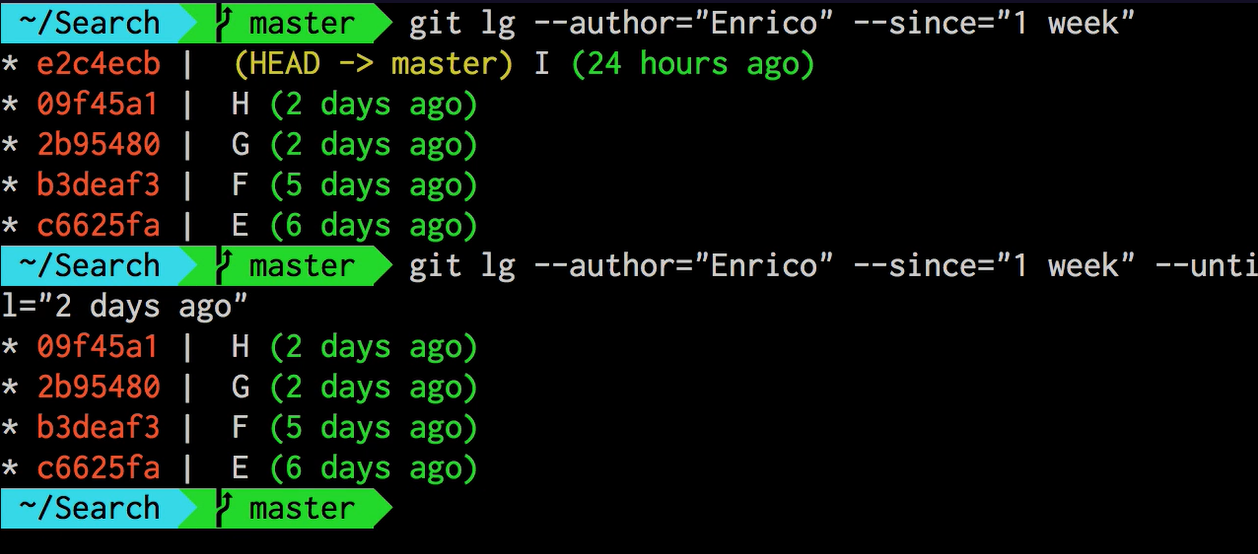 ~/Search master git lg --author="Enrico" --since="1 week"
* e2c4ecb | (HEAD -> master) I (24 hours ago)
* 09f45a1 | H (2 days ago)
* 2b95480 | G (2 days ago)
* b3deaf3 | F (5 days ago)
* c6625fa | E (6 days ago)
~/Search master git lg --author="Enrico" --since="1 week" --unti
l="2 days ago"
* 09f45a1 | H (2 days ago)
* 2b95480 | G (2 days ago)
* b3deaf3 | F (5 days ago)
* c6625fa | E (6 days ago)
~/Search master